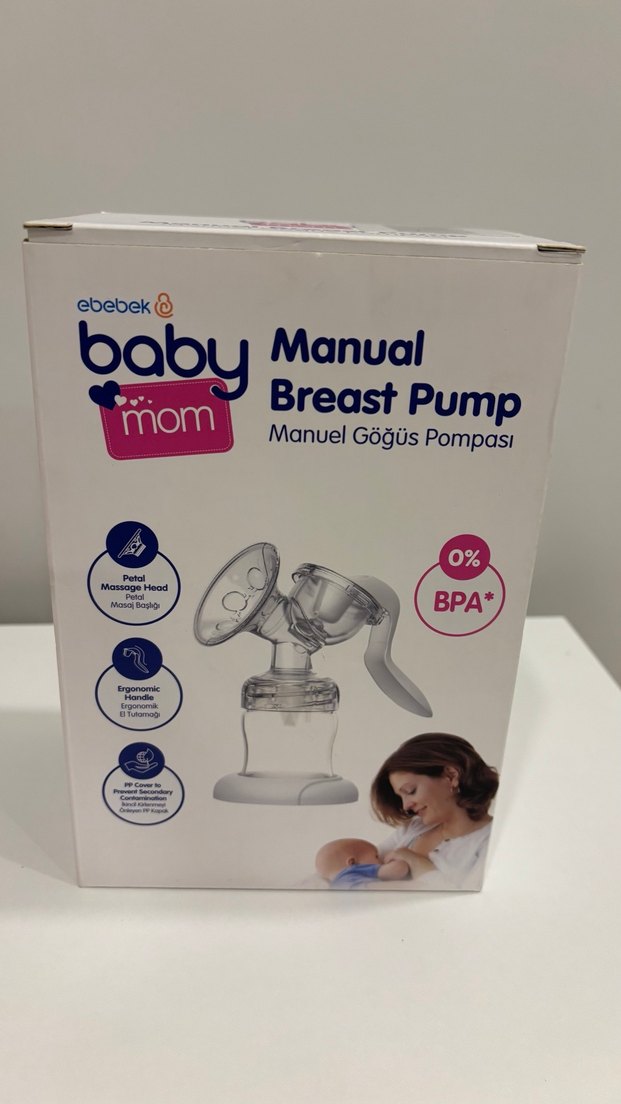 ebebek
baby
mom
Manual
Breast Pump
Manuel Göğüs Pompası
Petal
Massage Head
Petal
Masaj Başlığı
Ergonomic
Handle
Ergonomik
El Tutamağı
PP Cover to
Prevent Secondary
Contamination
İkincil Kirlenmeyi
Önleyen PP Kapak
0%
BPA*